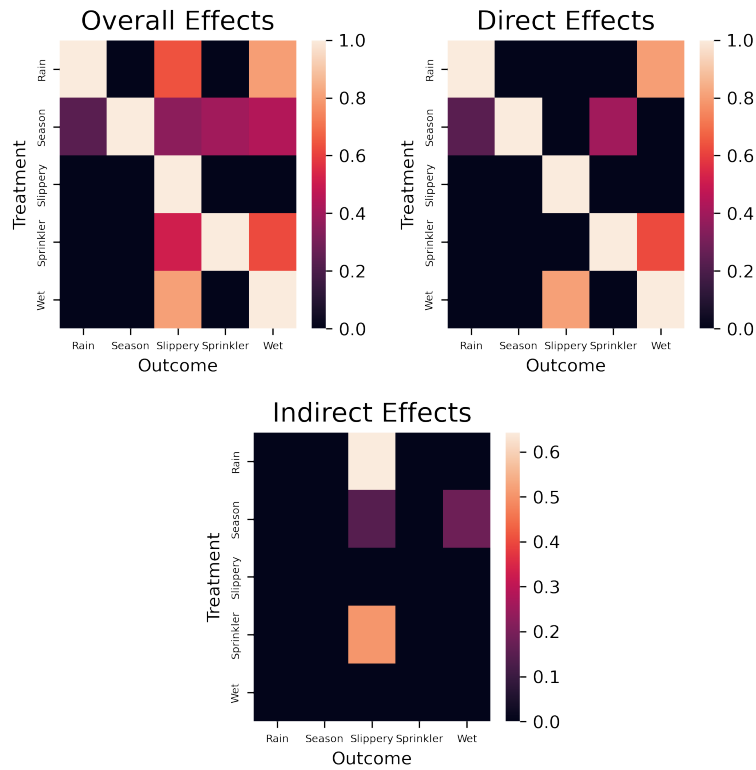 Overall Effects
Treatment
Rain
Season
Slippery
Sprinkler
Wet
Rain Season Slippery Sprinkler Wet
Outcome
1.0
0.8
0.6
0.4
0.2
0.0
Direct Effects
Treatment
Rain
Season
Slippery
Sprinkler
Wet
Rain Season Slippery Sprinkler Wet
Outcome
1.0
0.8
0.6
0.4
0.2
0.0
Indirect Effects
Treatment
Rain
Season
Slippery
Sprinkler
Wet
Rain Season Slippery Sprinkler Wet
Outcome
0.6
0.5
0.4
0.3
0.2
0.1
0.0